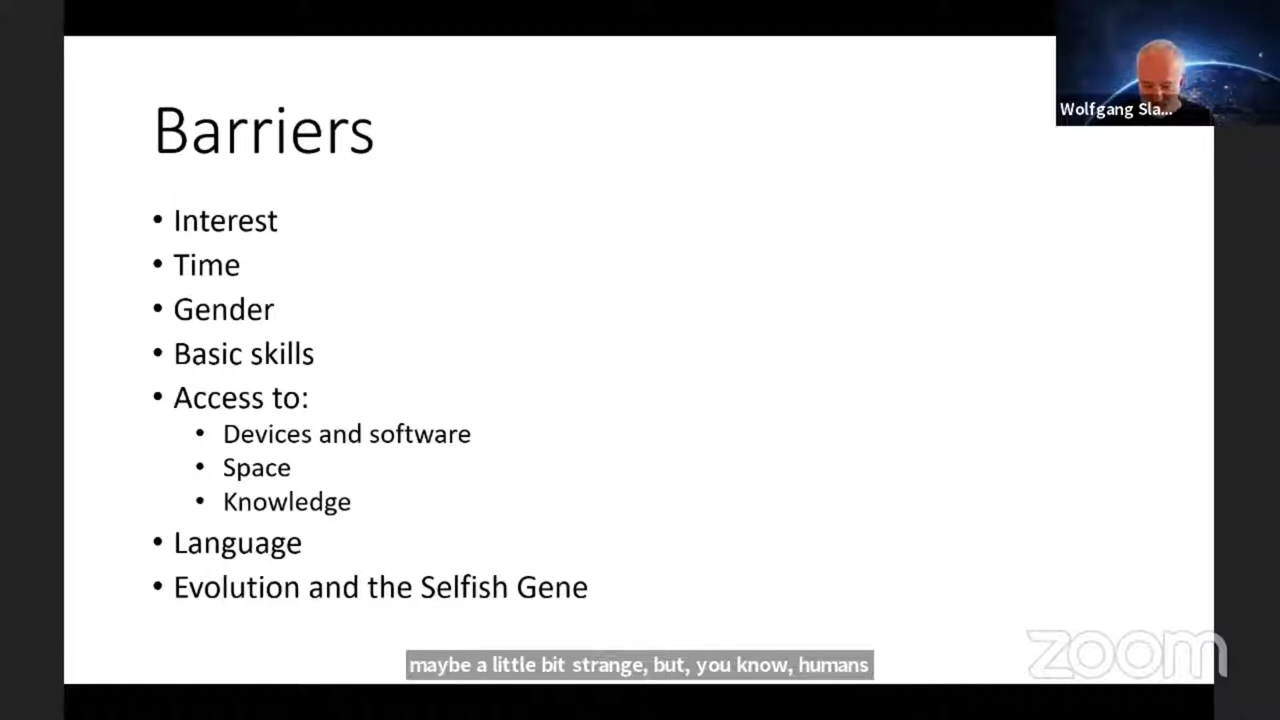 Barriers
Wolfgang Sla...
• Interest
• Time
• Gender
• Basic skills
• Access to:
• Devices and software
• Space
• Knowledge
• Language
• Evolution and the Selfish Gene
maybe a little bit strange, but, you know, humans
zoom